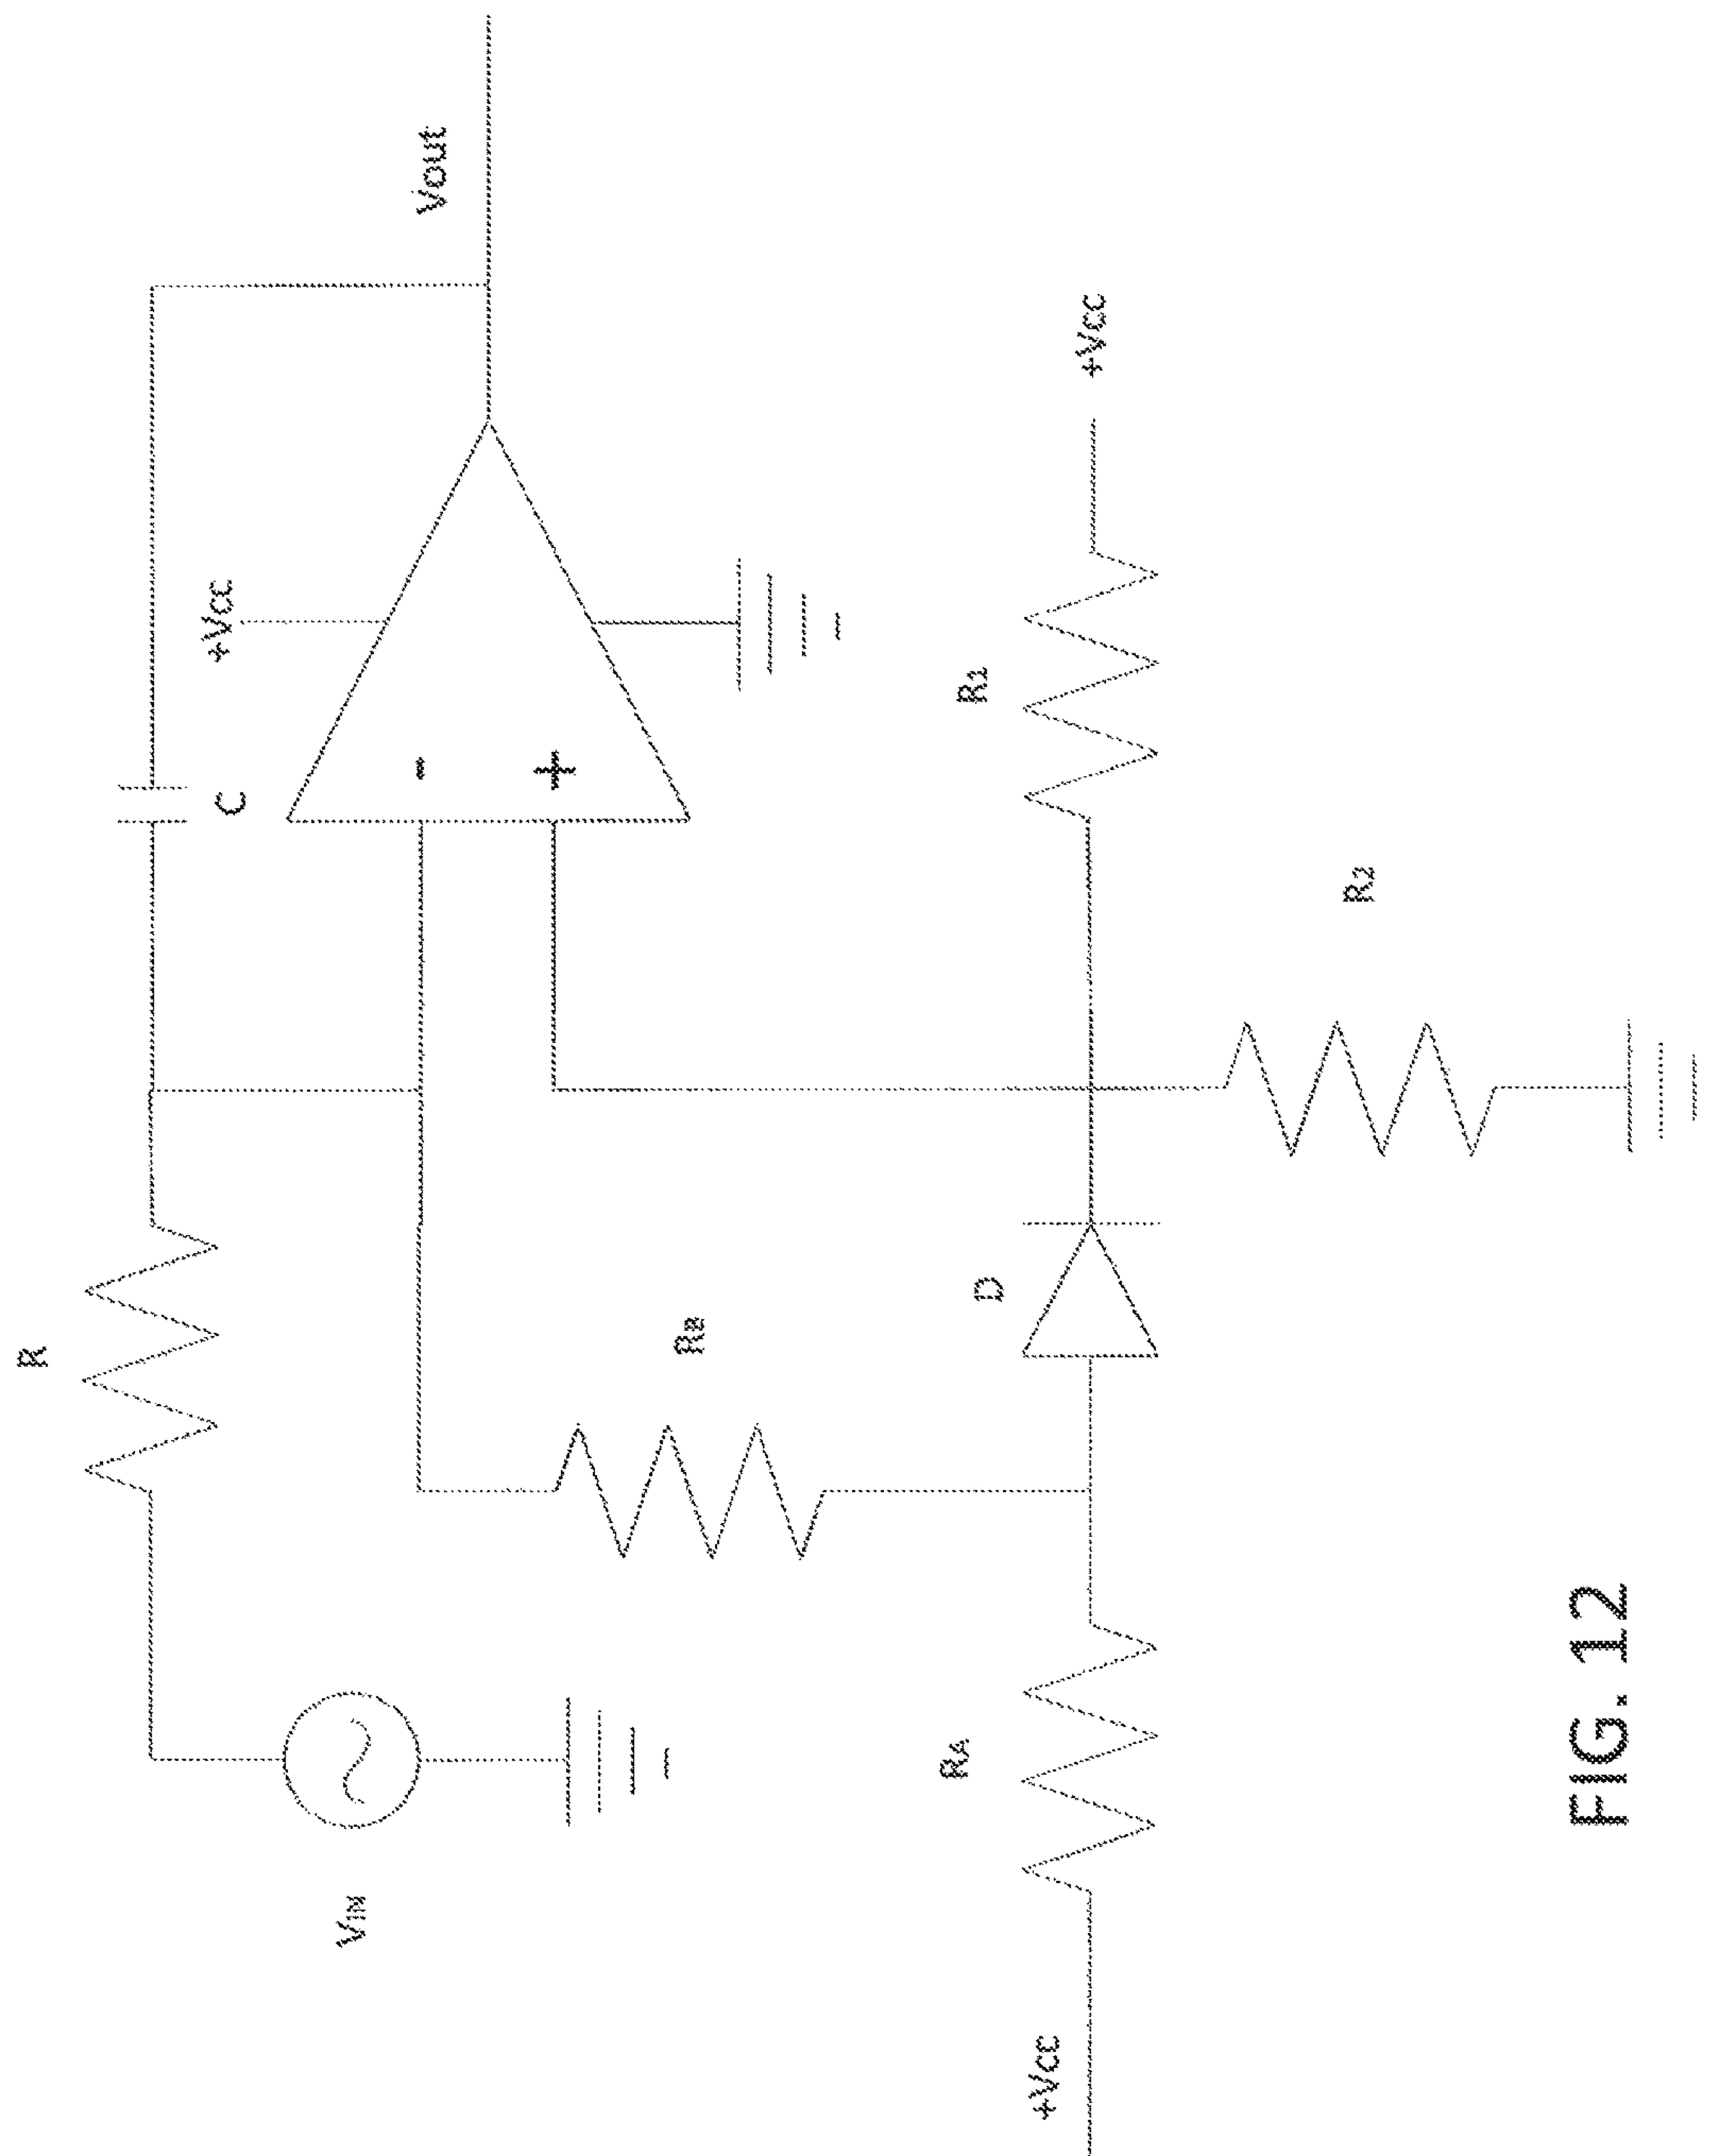 R
C
Vout
+Vcc
-
+
VIN
RB
RA
D
R1
+Vcc
+Vcc
R2
FIG. 12